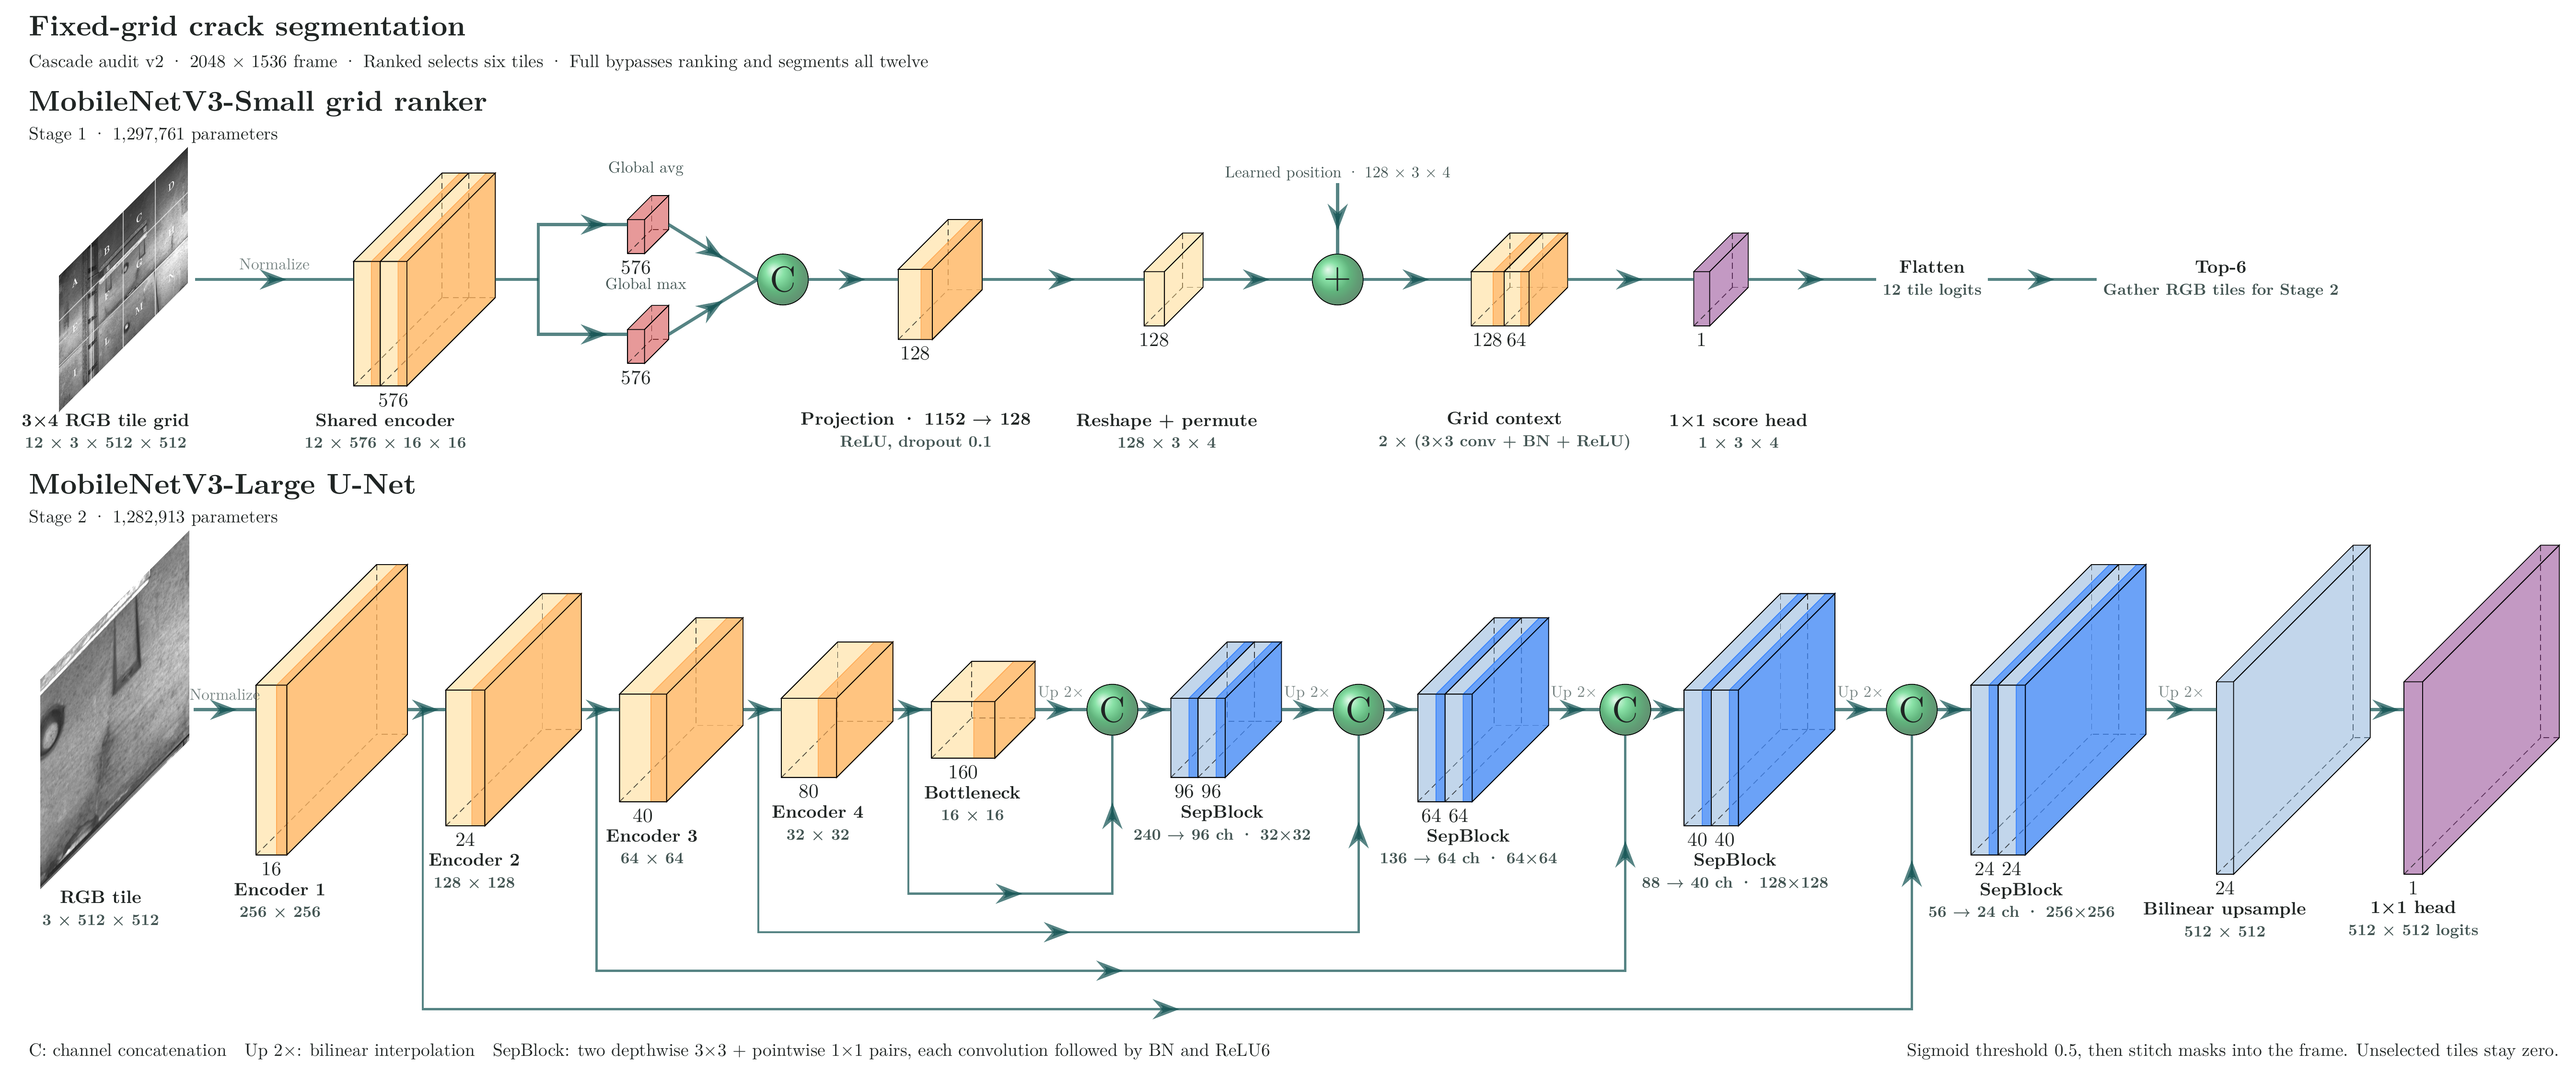 Fixed-grid crack segmentation
Cascade audit v2 · 2048 × 1536 frame · Ranked selects six tiles · Full bypasses ranking and segments all twelve
MobileNetV3-Small grid ranker
Stage 1 · 1,297,761 parameters
Global avg
Learned position · 128 × 3 × 4
D
C
B
G
A
F
N
M
E
L
I
Normalize
576
Global max
576
C
+
576
128
128
128 64
1
Flatten
12 tile logits
Top-6
Gather RGB tiles for Stage 2
3×4 RGB tile grid
12 × 3 × 512 × 512
Shared encoder
12 × 576 × 16 × 16
Projection · 1152 → 128
ReLU, dropout 0.1
Reshape + permute
128 × 3 × 4
Grid context
2 × (3×3 conv + BN + ReLU)
1×1 score head
1 × 3 × 4
MobileNetV3-Large U-Net
Stage 2 · 1,282,913 parameters
Normalize
Up 2×
C
Up 2×
C
Up 2×
C
Up 2×
C
Up 2×
RGB tile
3 × 512 × 512
16
Encoder 1
256 × 256
24
Encoder 2
128 × 128
40
Encoder 3
64 × 64
80
Encoder 4
32 × 32
160
Bottleneck
16 × 16
96 96
SepBlock
240 → 96 ch · 32×32
64 64
SepBlock
136 → 64 ch · 64×64
40 40
SepBlock
88 → 40 ch · 128×128
24 24
SepBlock
56 → 24 ch · 256×256
24
Bilinear upsample
512 × 512
1
1×1 head
512 × 512 logits
C: channel concatenation Up 2×: bilinear interpolation SepBlock: two depthwise 3×3 + pointwise 1×1 pairs, each convolution followed by BN and ReLU6
Sigmoid threshold 0.5, then stitch masks into the frame. Unselected tiles stay zero.